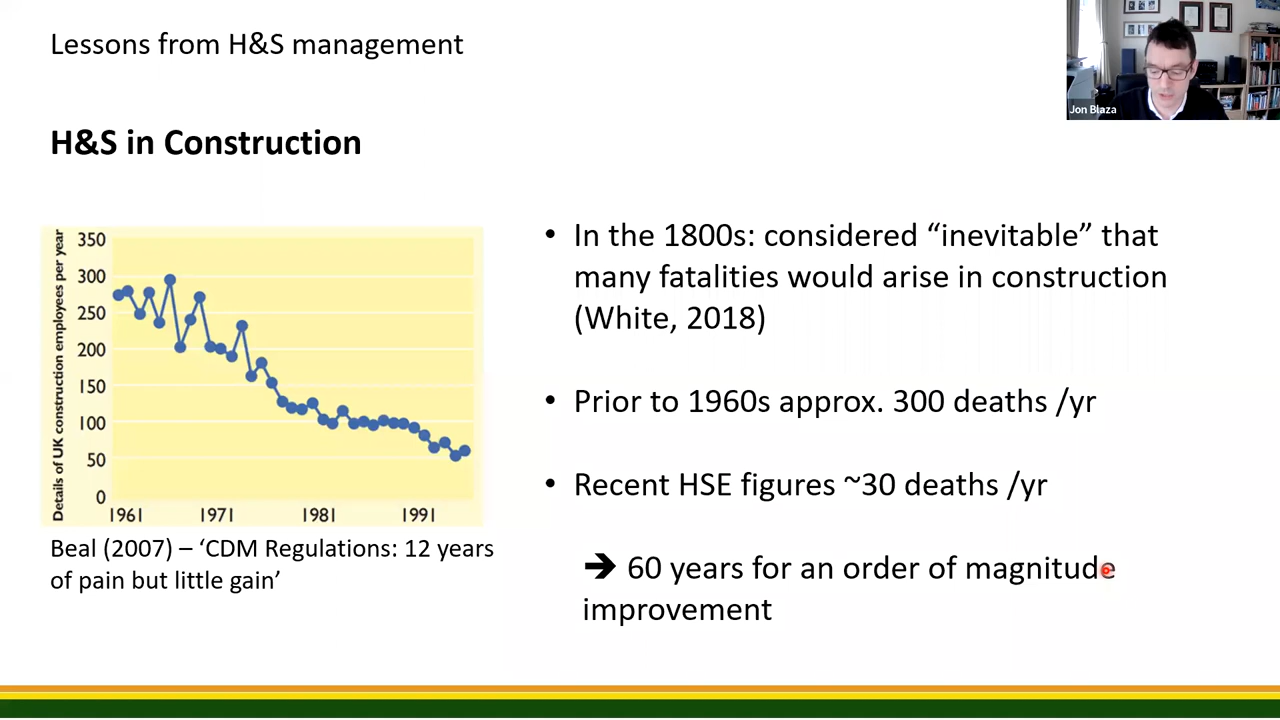 Lessons from H&S management
Jon Blaza
H&S in Construction
Details of UK construction employees per year
350
300
250
200
150
100
50
0
1961
1971
1981
1991
Beal (2007) – ‘CDM Regulations: 12 years
of pain but little gain’
• In the 1800s: considered “inevitable” that
many fatalities would arise in construction
(White, 2018)
• Prior to 1960s approx. 300 deaths /yr
• Recent HSE figures ~30 deaths /yr
➔ 60 years for an order of magnitude
improvement